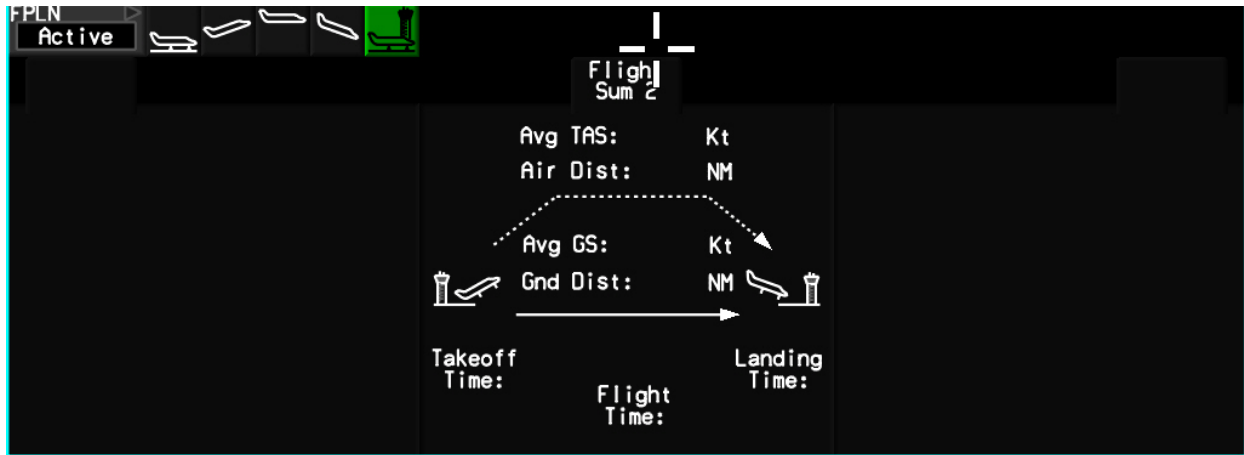 FPLN
Active
Fligh
Sum 2
Avg TAS: Kt
Air Dist: NM
Avg GS: Kt
Gnd Dist: NM
Takeoff
Time:
Landing
Time:
Flight
Time: